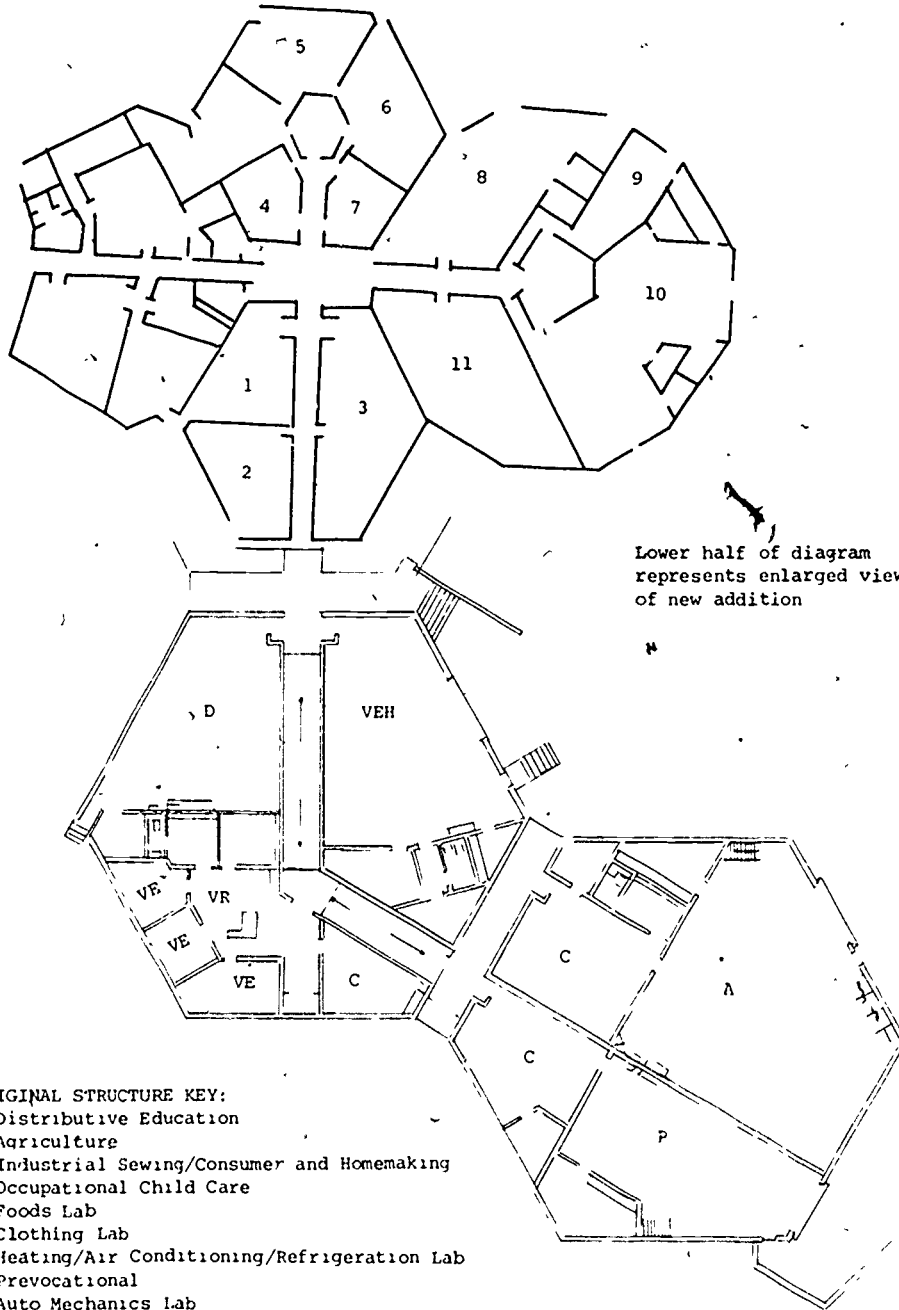 5
6
8
9
4
7
10
11
1
3
2
Lower half of diagram
represents enlarged view
of new addition
D
VEH
VE
VR
VE
C
A
VE
C
C
P
IGINAL STRUCTURE KEY:
Distributive Education
Agriculture
Industrial Sewing/Consumer and Homemaking
Occupational Child Care
Foods Lab
Clothing Lab
Heating/Air Conditioning/Refrigeration Lab
Prevocational
Auto Mechanics Lab